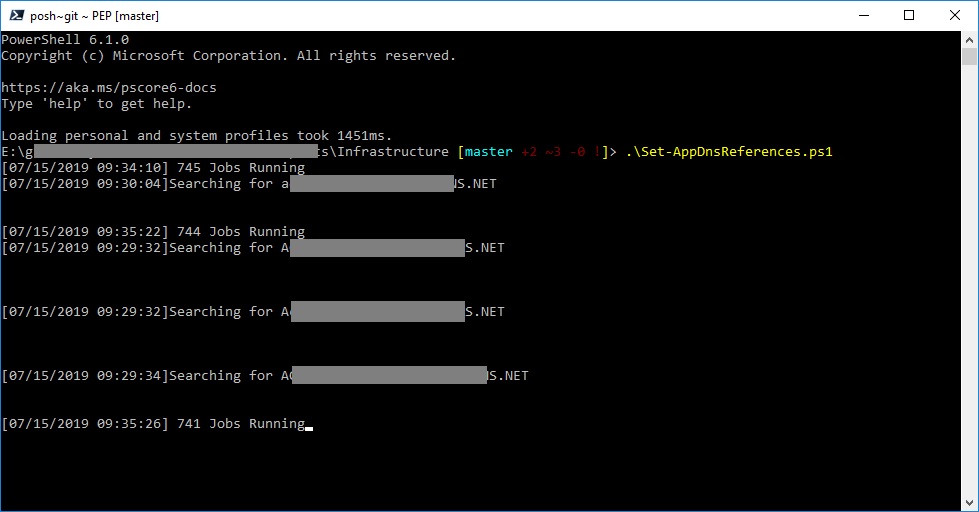 posh~git ~ PEP [master]
PowerShell 6.1.0
Copyright (c) Microsoft Corporation. All rights reserved.
https://aka.ms/pscore6-docs
Type 'help' to get help.
Loading personal and system profiles took 1451ms.
E:\g s\Infrastructure [master +2 ~3 -0 !]> .\Set-AppDnsReferences.ps1
[07/15/2019 09:34:10] 745 Jobs Running
[07/15/2019 09:30:04]Searching for a S.NET
[07/15/2019 09:35:22] 744 Jobs Running
[07/15/2019 09:29:32]Searching for A S.NET
[07/15/2019 09:29:32]Searching for A S.NET
[07/15/2019 09:29:34]Searching for A S.NET
[07/15/2019 09:35:26] 741 Jobs Running